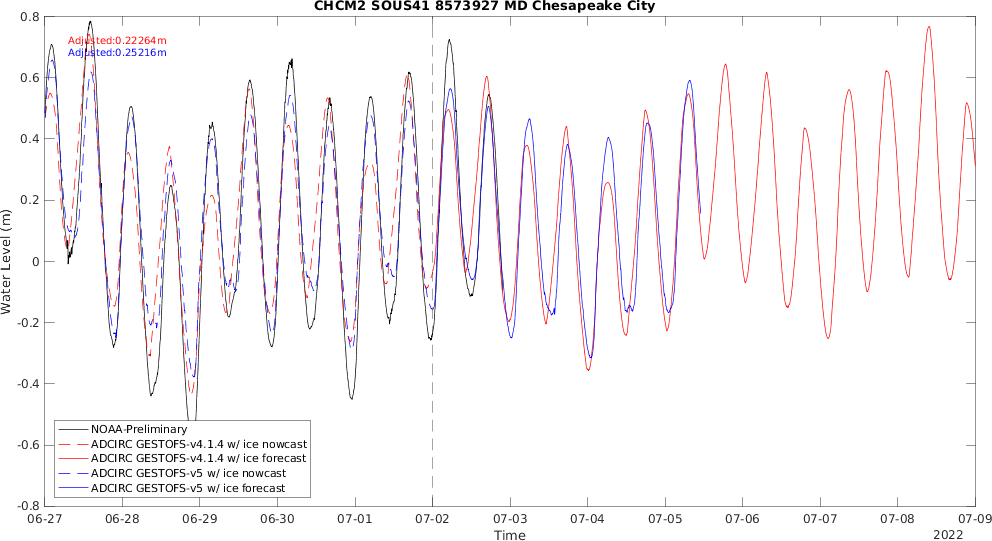 CHCM2 SOUS41 8573927 MD Chesapeake City
Adjusted:0.22264m
Adjusted:0.25216m
Water Level (m)
0.8
0.6
0.4
0.2
0
-0.2
-0.4
-0.6
-0.8
NOAA-Preliminary
ADCIRC GESTOFS-v4.1.4 w/ ice nowcast
ADCIRC GESTOFS-v4.1.4 w/ ice forecast
ADCIRC GESTOFS-v5 w/ ice nowcast
ADCIRC GESTOFS-v5 w/ ice forecast
06-27 06-28 06-29 06-30 07-01 07-02 07-03 07-04 07-05 07-06 07-07 07-08 07-09
Time
2022